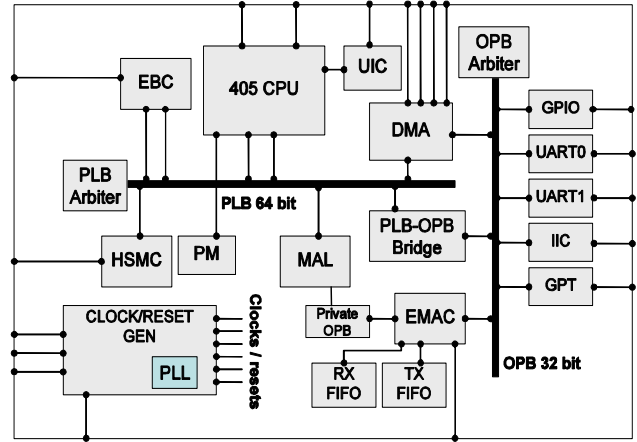 OPB
Arbiter
UIC
EBC
405 CPU
GPIO
DMA
UART0
PLB
Arbiter
UART1
PLB 64 bit
PLB-OPB
Bridge
IIC
HSMC
PM
MAL
GPT
CLOCK/RESET
GEN
Clocks / resets
Private
OPB
EMAC
PLL
RX
FIFO
TX
FIFO
OPB 32 bit